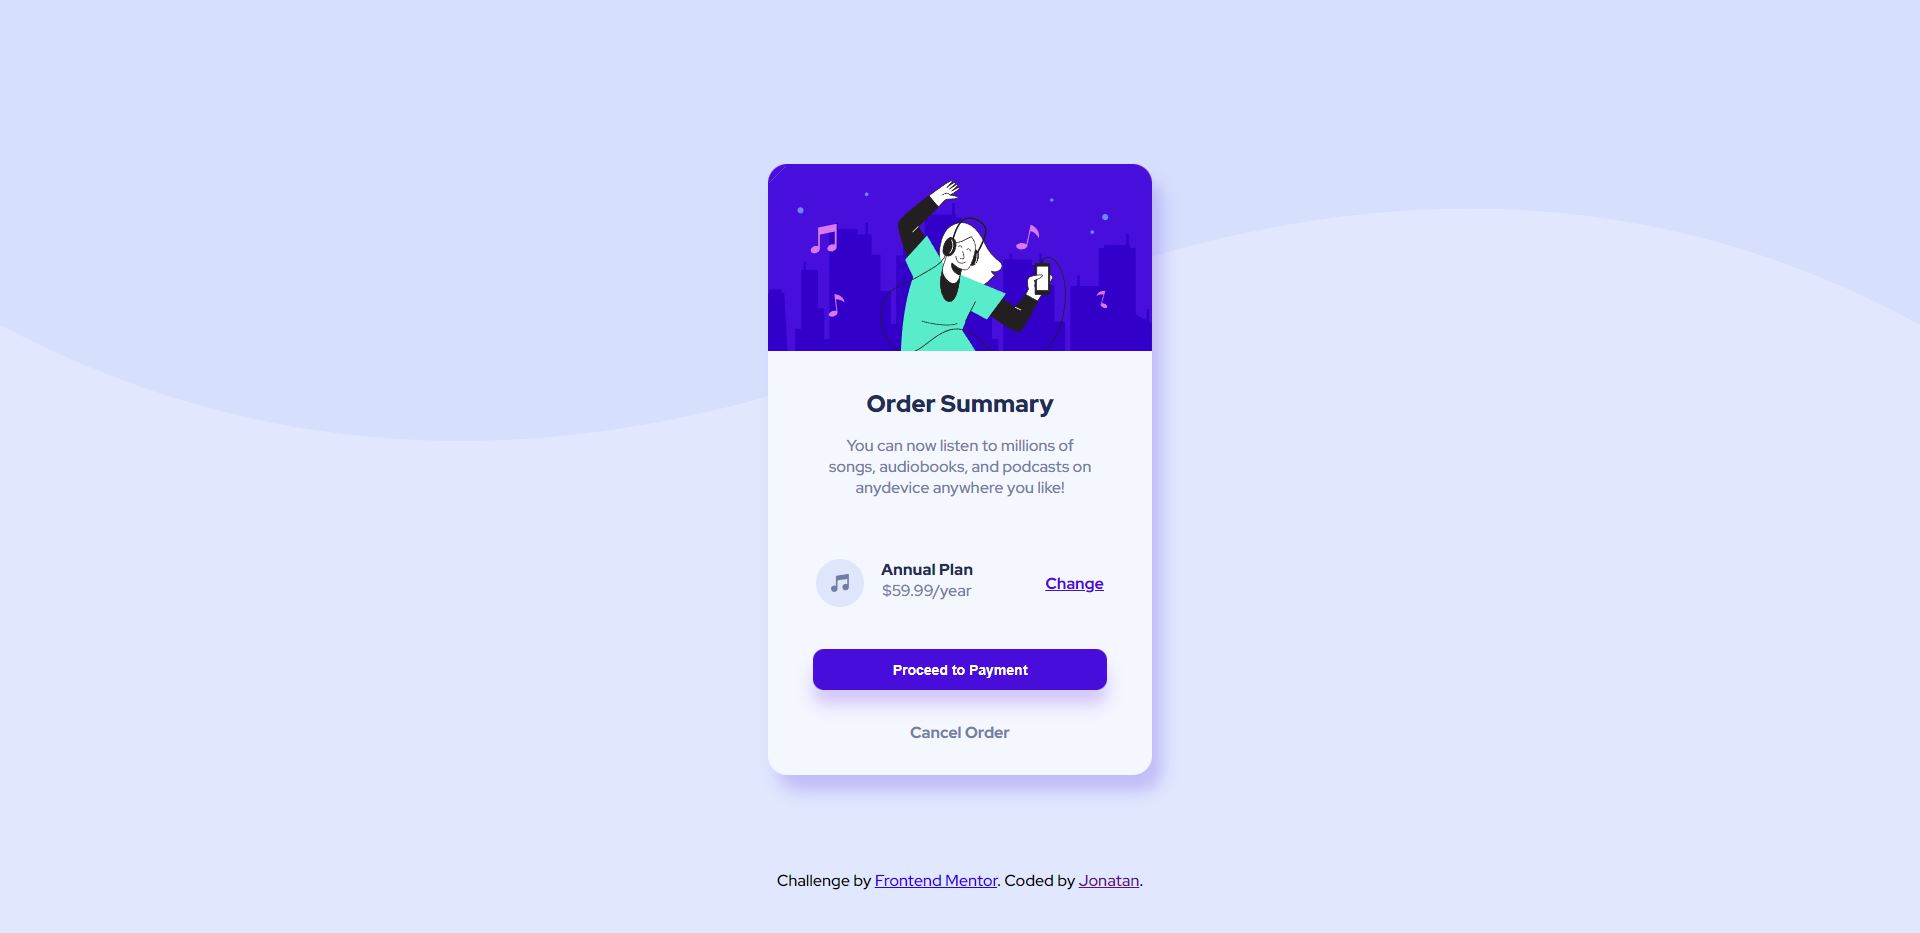 Order Summary
You can now listen to millions of
songs, audiobooks, and podcasts on
anydevice anywhere you like!
Annual Plan
$59.99/year
Change
Proceed to Payment
Cancel Order
Challenge by Frontend Mentor. Coded by Jonatan.